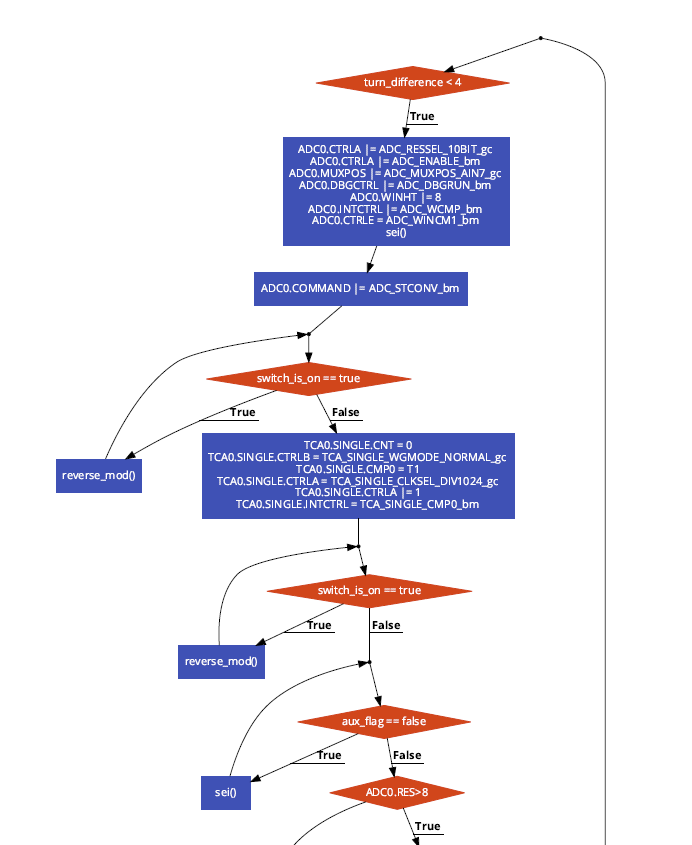 turn_difference < 4
True
ADC0.CTRLA |= ADC_RESSEL_10BIT_gc
ADC0.CTRLA |= ADC_ENABLE_bm
ADC0.MUXPOS |= ADC_MUXPOS_AIN7_gc
ADC0.DBGCTRL |= ADC_DBGRUN_bm
ADC0.WINHT |= 8
ADC0.INTCTRL |= ADC_WCMP_bm
ADC0.CTRLE = ADC_WINCM1_bm
sei()
ADC0.COMMAND |= ADC_STCONV_bm
switch_is_on == true
True
False
reverse_mod()
TCA0.SINGLE.CNT = 0
TCA0.SINGLE.CTRLB = TCA_SINGLE_WGMODE_NORMAL_gc
TCA0.SINGLE.CMP0 = T1
TCA0.SINGLE.CTRLA = TCA_SINGLE_CLKSEL_DIV1024_gc
TCA0.SINGLE.CTRLA |= 1
TCA0.SINGLE.INTCTRL = TCA_SINGLE_CMP0_bm
switch_is_on == true
True
False
reverse_mod()
aux_flag == false
True
False
sei()
ADC0.RES>8
True